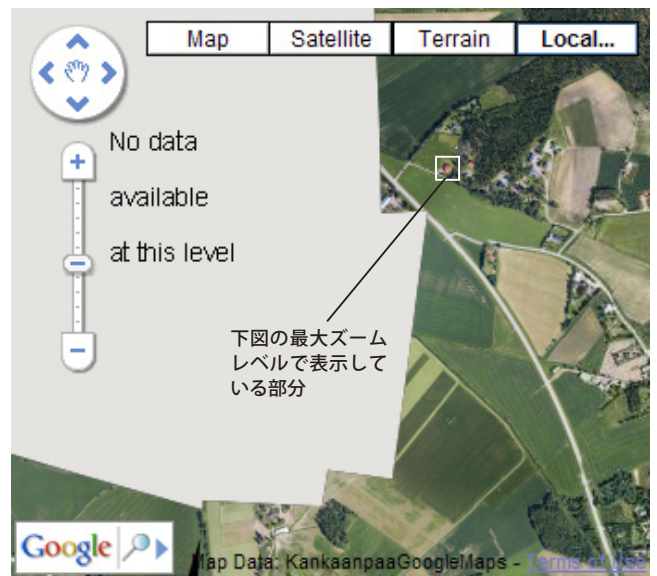 Map Satellite Terrain Local...
No data
available
at this level
下図の最大ズーム
レベルで表示して
いる部分
Google
Map Data: KankaanpaaGoogleMaps - Terms of Use